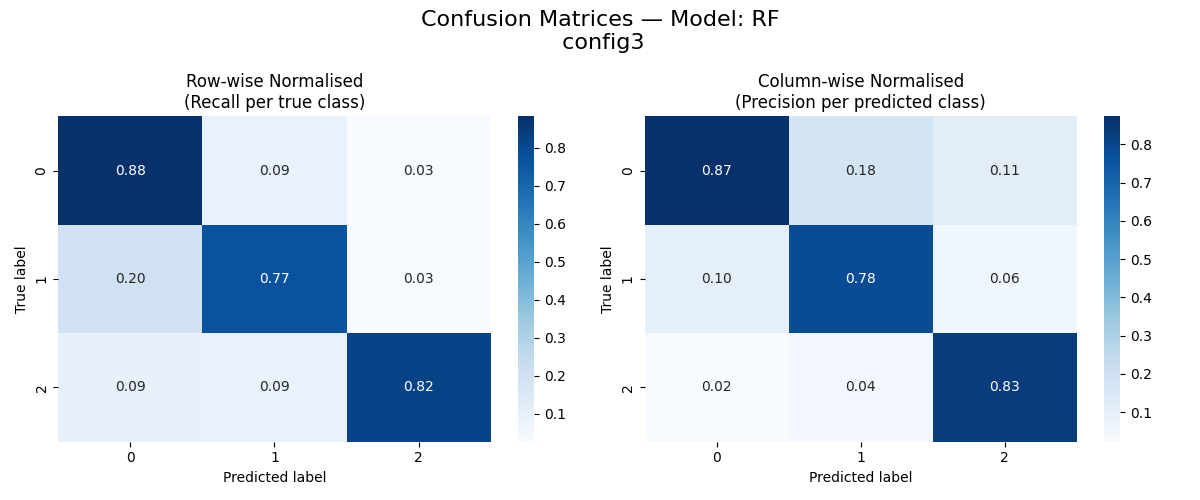 Confusion Matrices — Model: RF
config3
Row-wise Normalised
(Recall per true class)
True label
0
1
2
0.88 0.09 0.03
0.20 0.77 0.03
0.09 0.09 0.82
0 1 2
Predicted label
0.8
0.7
0.6
0.5
0.4
0.3
0.2
0.1
Column-wise Normalised
(Precision per predicted class)
True label
0
1
2
0.87 0.18 0.11
0.10 0.78 0.06
0.02 0.04 0.83
0 1 2
Predicted label
0.8
0.7
0.6
0.5
0.4
0.3
0.2
0.1